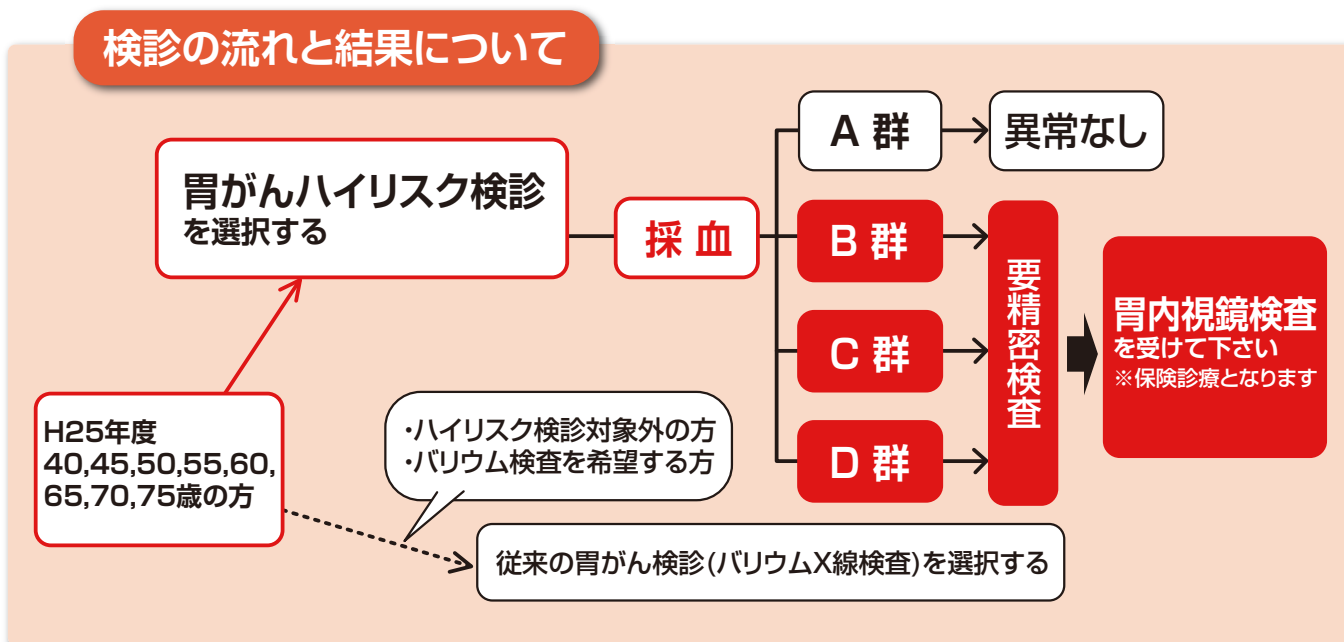 検診の流れと結果について
胃がんハイリスク検診
を選択する
採血
A 群
異常なし
B 群
C 群
D 群
要精密検査
胃内視鏡検査
を受けて下さい
※保険診療となります
H25年度
40,45,50,55,60,
65,70,75歳の方
・ハイリスク検診対象外の方
・バリウム検査を希望する方
従来の胃がん検診(バリウムX線検査)を選択する